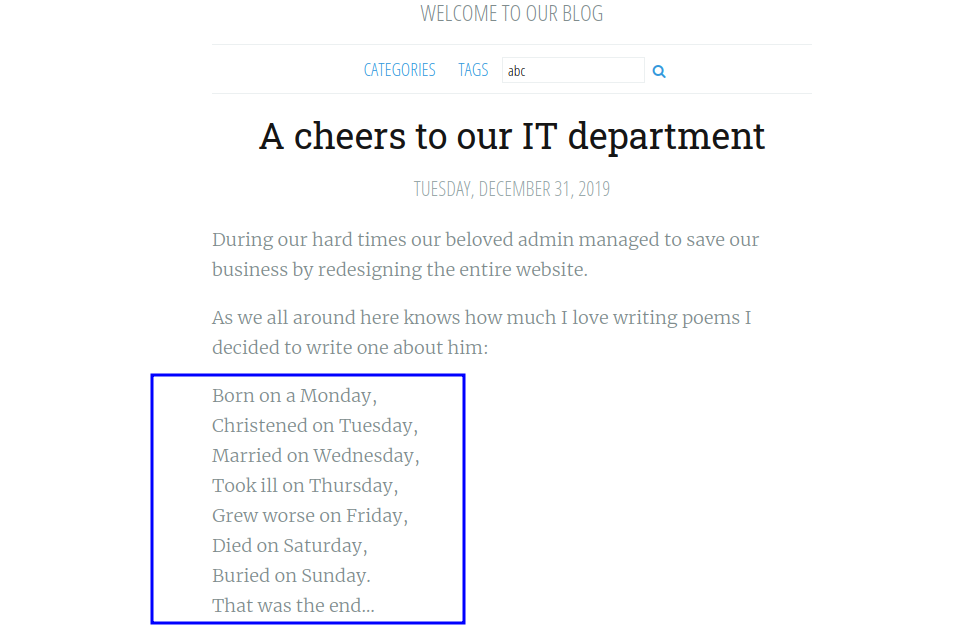 WELCOME TO OUR BLOG
CATEGORIES TAGS abc
A cheers to our IT department
TUESDAY, DECEMBER 31, 2019
During our hard times our beloved admin managed to save our
business by redesigning the entire website.
As we all around here knows how much I love writing poems I
decided to write one about him:
Born on a Monday,
Christened on Tuesday,
Married on Wednesday,
Took ill on Thursday,
Grew worse on Friday,
Died on Saturday,
Buried on Sunday.
That was the end…